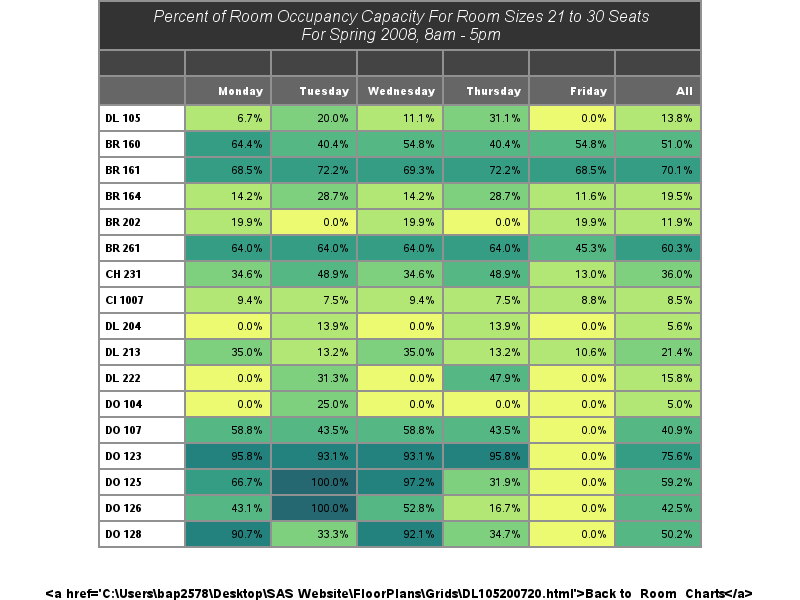 Percent of Room Occupancy Capacity For Room Sizes 21 to 30 Seats
For Spring 2008, 8am - 5pm
Monday Tuesday Wednesday Thursday Friday All
DL 105 6.7% 20.0% 11.1% 31.1% 0.0% 13.8%
BR 160 64.4% 40.4% 54.8% 40.4% 54.8% 51.0%
BR 161 68.5% 72.2% 69.3% 72.2% 68.5% 70.1%
BR 164 14.2% 28.7% 14.2% 28.7% 11.6% 19.5%
BR 202 19.9% 0.0% 19.9% 0.0% 19.9% 11.9%
BR 261 64.0% 64.0% 64.0% 64.0% 45.3% 60.3%
CH 231 34.6% 48.9% 34.6% 48.9% 13.0% 36.0%
CI 1007 9.4% 7.5% 9.4% 7.5% 8.8% 8.5%
DL 204 0.0% 13.9% 0.0% 13.9% 0.0% 5.6%
DL 213 35.0% 13.2% 35.0% 13.2% 10.6% 21.4%
DL 222 0.0% 31.3% 0.0% 47.9% 0.0% 15.8%
DO 104 0.0% 25.0% 0.0% 0.0% 0.0% 5.0%
DO 107 58.8% 43.5% 58.8% 43.5% 0.0% 40.9%
DO 123 95.8% 93.1% 93.1% 95.8% 0.0% 75.6%
DO 125 66.7% 100.0% 97.2% 31.9% 0.0% 59.2%
DO 126 43.1% 100.0% 52.8% 16.7% 0.0% 42.5%
DO 128 90.7% 33.3% 92.1% 34.7% 0.0% 50.2%
<a href='C:\Users\bap2578\Desktop\SAS Website\FloorPlans\Grids\DL105200720.html'>Back to Room Charts</a>